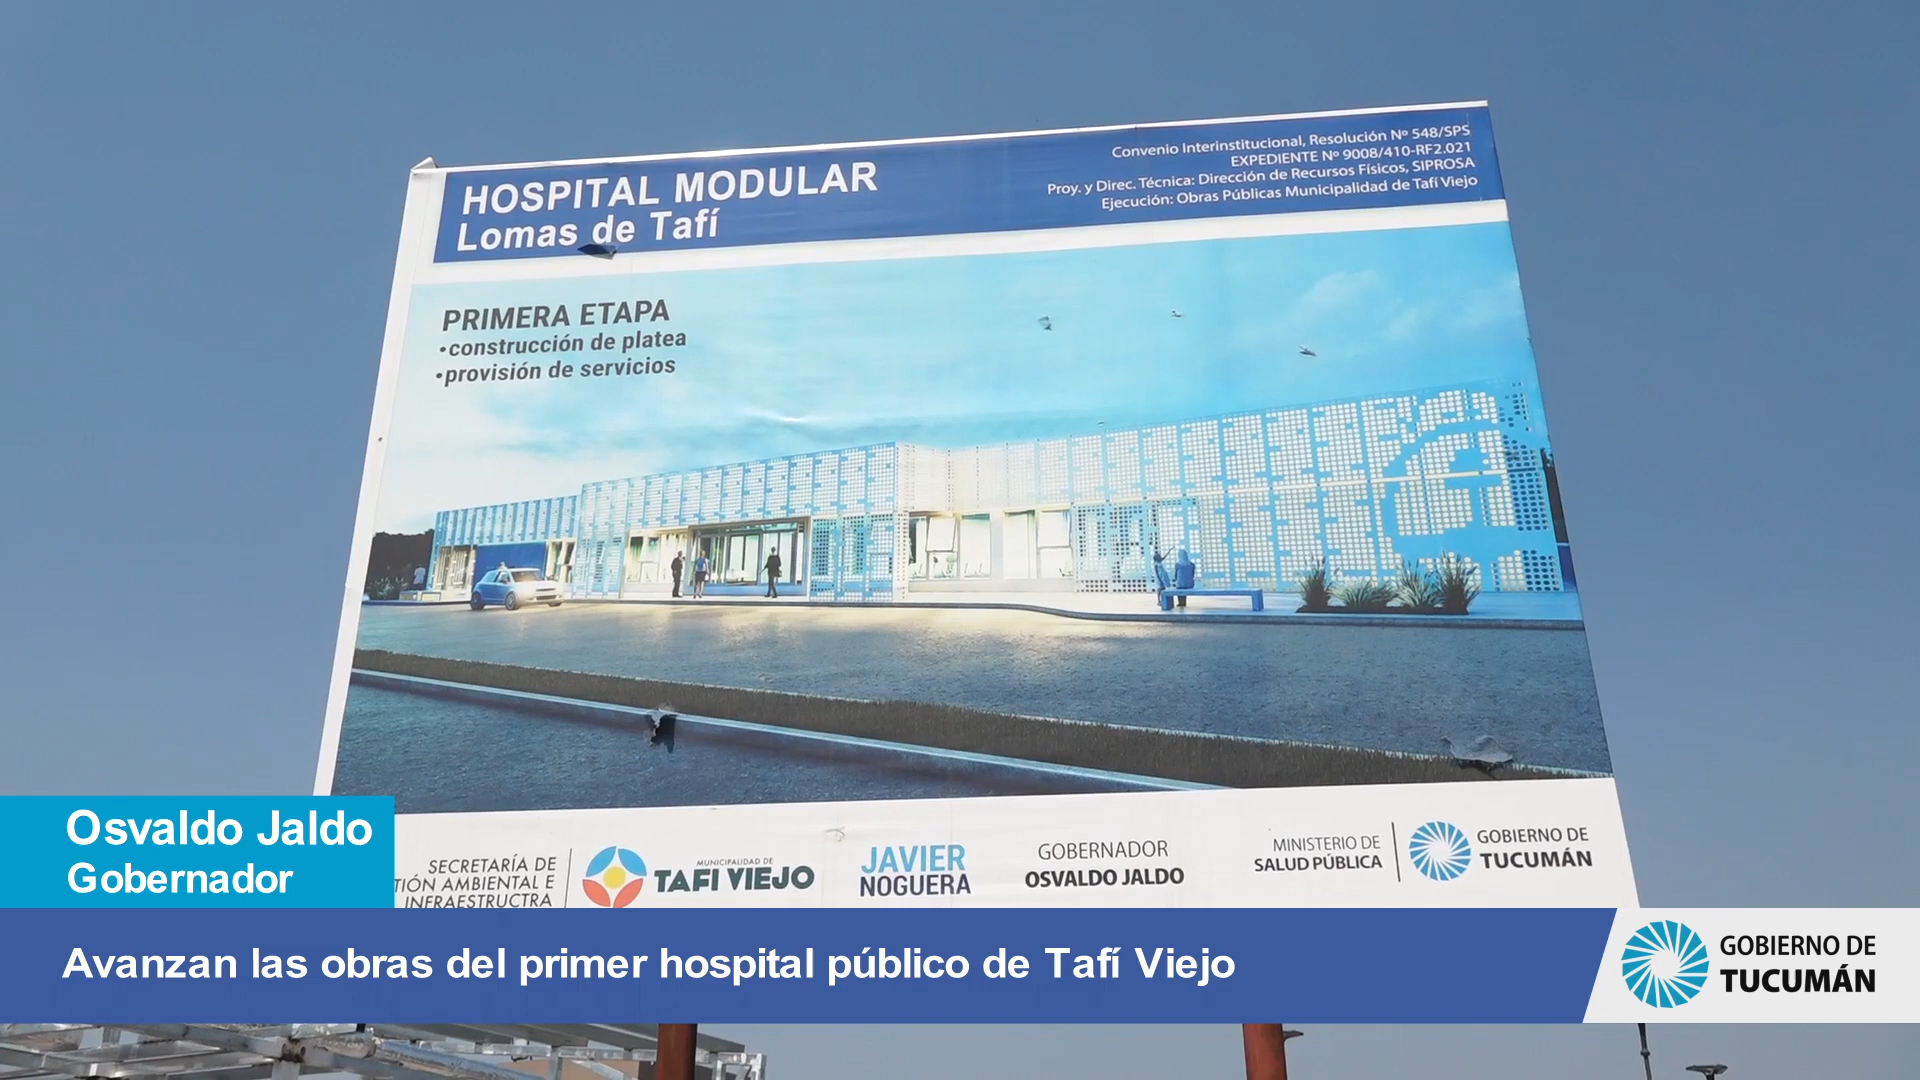 HOSPITAL MODULAR
Lomas de Tafí
Convenio Interinstitucional, Resolución Nº 548/SPS
EXPEDIENTE Nº 9008/410-RF2.021
Proy. y Direc. Técnica: Dirección de Recursos Físicos, SIPROSA
Ejecución: Obras Públicas Municipalidad de Tafí Viejo
PRIMERA ETAPA
•construcción de platea
•provisión de servicios
Osvaldo Jaldo
Gobernador
SECRETARÍA DE
TIÓN AMBIENTAL E
INFRAESTRUCTRA
MUNICIPALIDAD DE
TAFI VIEJO
JAVIER
NOGUERA
GOBERNADOR
OSVALDO JALDO
MINISTERIO DE
SALUD PÚBLICA
GOBIERNO DE
TUCUMÁN
Avanzan las obras del primer hospital público de Tafí Viejo
GOBIERNO DE
TUCUMÁN